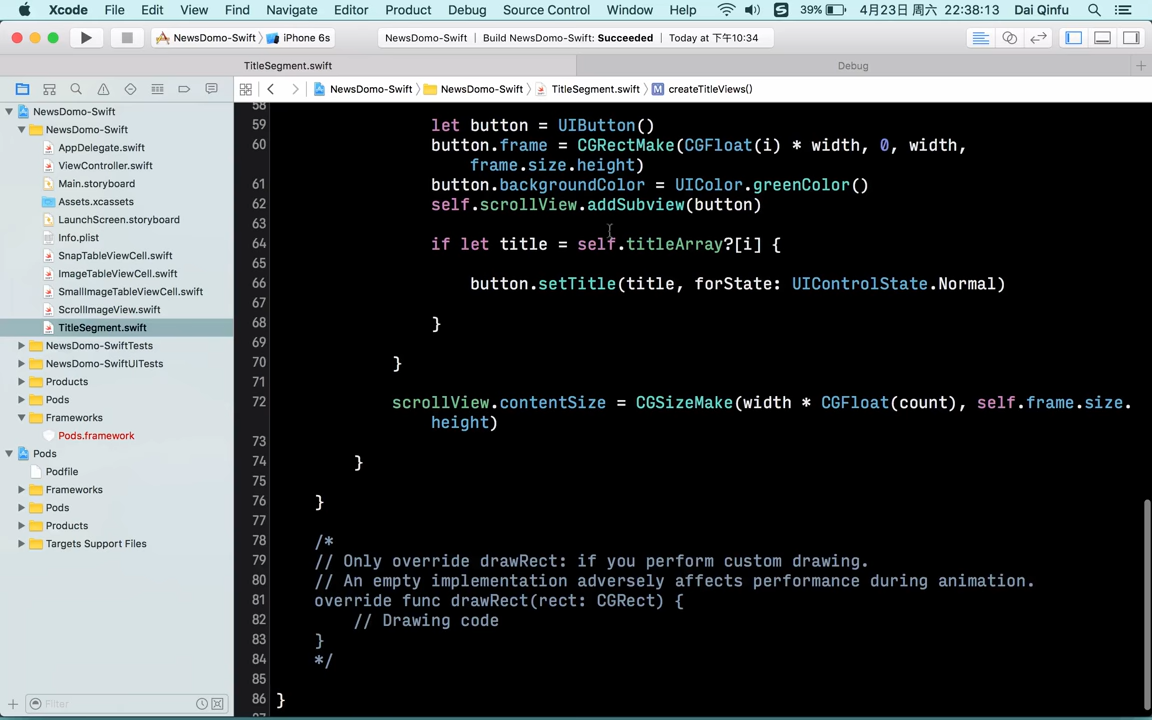 Xcode File Edit View Find Navigate Editor Product Debug Source Control Window Help 39% 4月23日 周六 22:38:13 Dai Qinfu
NewsDomo-Swift iPhone 6s NewsDomo-Swift | Build NewsDomo-Swift: Succeeded | Today at 下午10:34
TitleSegment.swift Debug
NewsDomo-Swift NewsDomo-Swift TitleSegment.swift M createTitleViews()
NewsDomo-Swift
NewsDomo-Swift
AppDelegate.swift
ViewController.swift
Main.storyboard
Assets.xcassets
LaunchScreen.storyboard
Info.plist
SnapTableViewCell.swift
ImageTableViewCell.swift
SmallImageTableViewCell.swift
ScrollImageView.swift
TitleSegment.swift
NewsDomo-SwiftTests
NewsDomo-SwiftUITests
Products
Pods
Frameworks
Pods.framework
Pods
Podfile
Frameworks
Pods
Products
Targets Support Files
Filter
58
59 let button = UIButton()
60 button.frame = CGRectMake(CGFloat(i) * width, 0, width,
frame.size.height)
61 button.backgroundColor = UIColor.greenColor()
62 self.scrollView.addSubview(button)
63
64 if let title = self.titleArray?[i] {
65
66 button.setTitle(title, forState: UIControlState.Normal)
67
68 }
69
70 }
71
72 scrollView.contentSize = CGSizeMake(width * CGFloat(count), self.frame.size.
height)
73
74 }
75
76 }
77
78 /*
79 // Only override drawRect: if you perform custom drawing.
80 // An empty implementation adversely affects performance during animation.
81 override func drawRect(rect: CGRect) {
82 // Drawing code
83 }
84 */
85
86 }
87